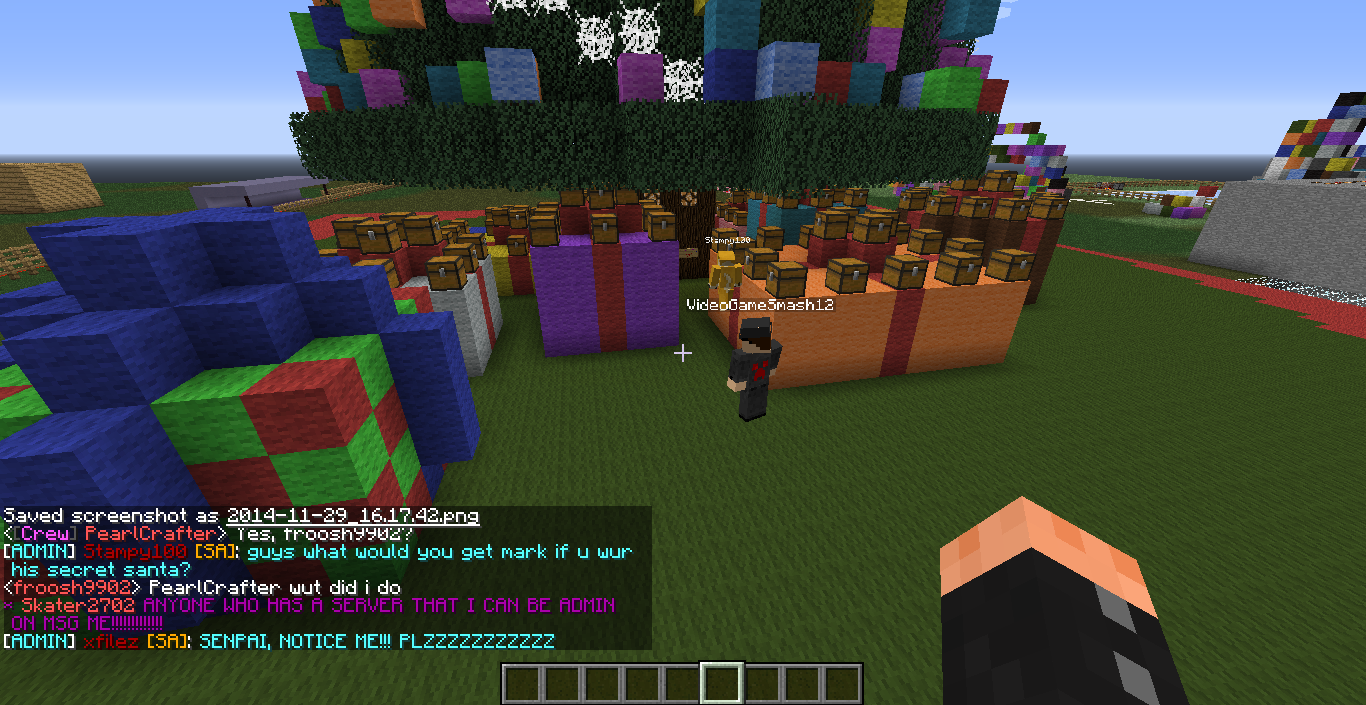 Stampy100
VideoGameSmash12
Saved screenshot as 2014-11-29_16.17.42.png
<[Crew] PearlCrafter> Yes, froosh9902?
[ADMIN] Stampy100 [SA]: guys what would you get mark if u wur
his secret santa?
<froosh9902> PearlCrafter wut did i do
* Skater2702 ANYONE WHO HAS A SERVER THAT I CAN BE ADMIN
ON MSG ME!!!!!!!!!!!!!
[ADMIN] xfilez [SA]: SENPAI, NOTICE ME!!! PLZZZZZZZZZZZ